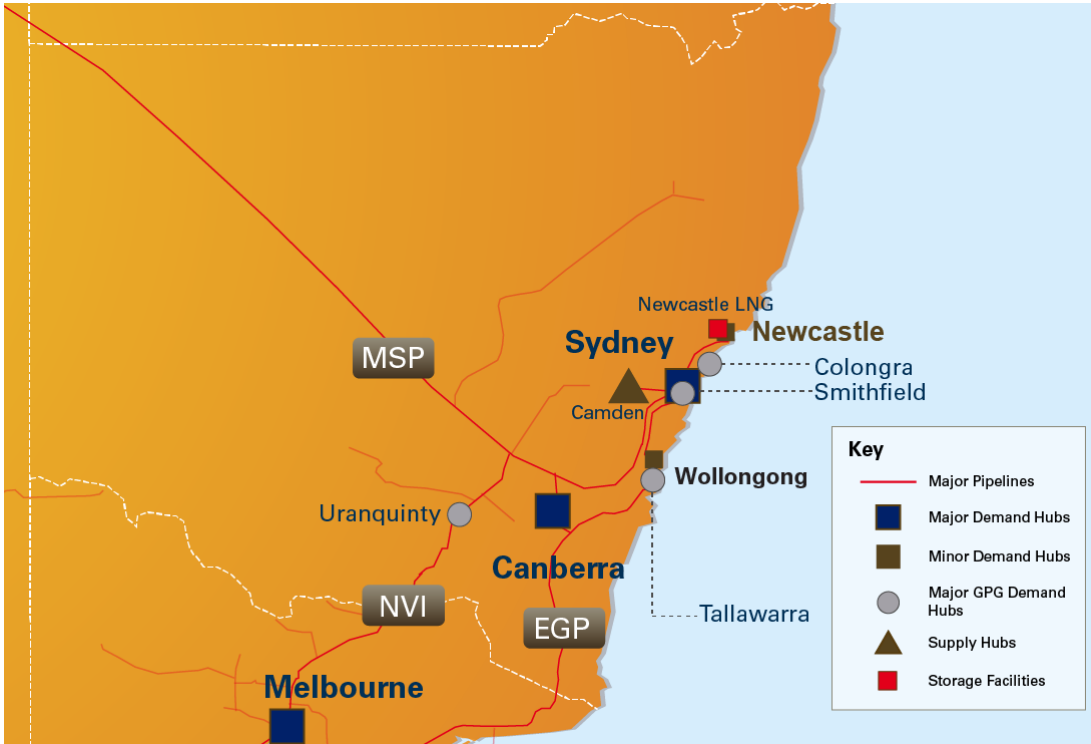 Newcastle LNG
Newcastle
Sydney
MSP
Colongra
Smithfield
Camden
Wollongong
Uranquinty
Canberra
NVI
EGP
Tallawarra
Melbourne
Key
Major Pipelines
Major Demand Hubs
Minor Demand Hubs
Major GPG Demand
Hubs
Supply Hubs
Storage Facilities